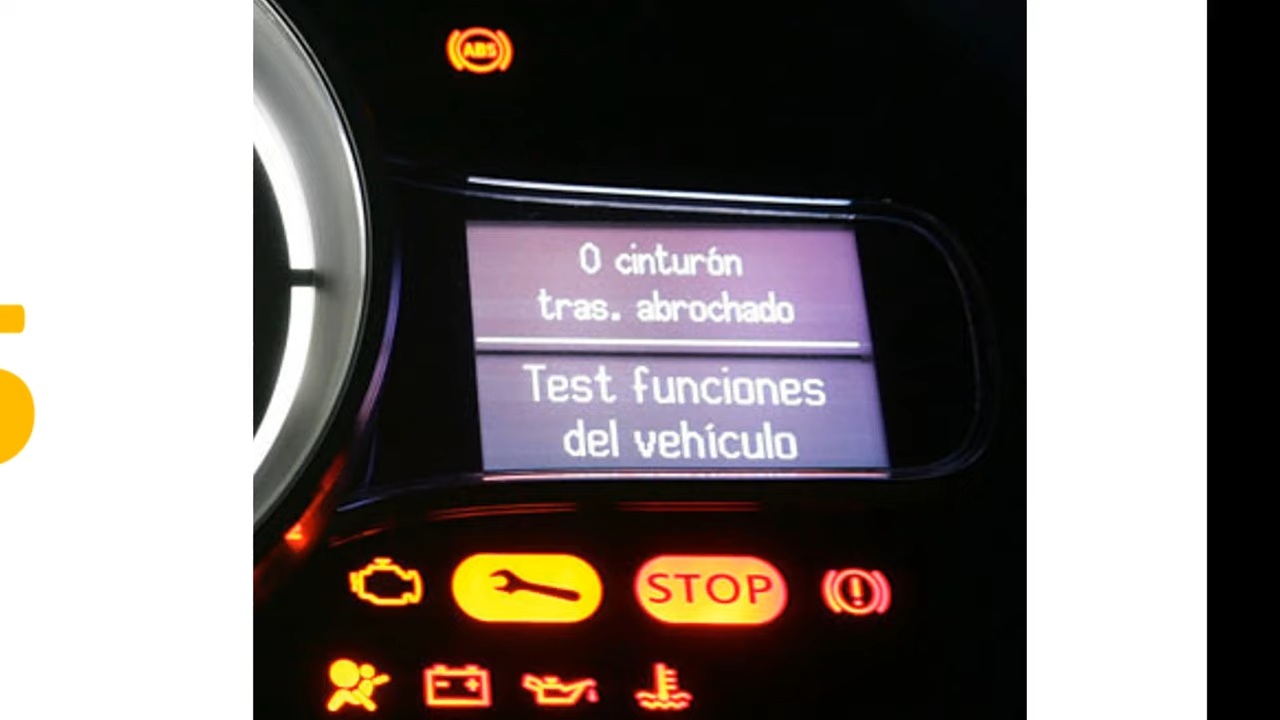 ABS
0 cinturón
tras. abrochado
Test funciones
del vehículo
STOP